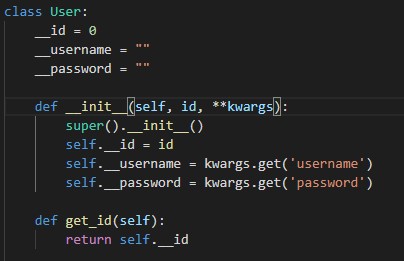 class User:
    __id = 0
    __username = ""
    __password = ""

    def __init__(self, id, **kwargs):
        super().__init__()
        self.__id = id
        self.__username = kwargs.get('username')
        self.__password = kwargs.get('password')

    def get_id(self):
        return self.__id